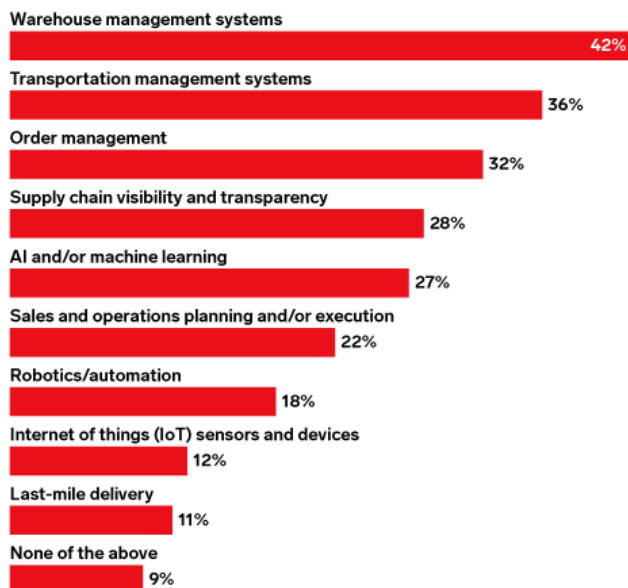 Warehouse management systems
42%
Transportation management systems
36%
Order management
32%
Supply chain visibility and transparency
28%
AI and/or machine learning
27%
Sales and operations planning and/or execution
22%
Robotics/automation
18%
Internet of things (IoT) sensors and devices
12%
Last-mile delivery
11%
None of the above
9%